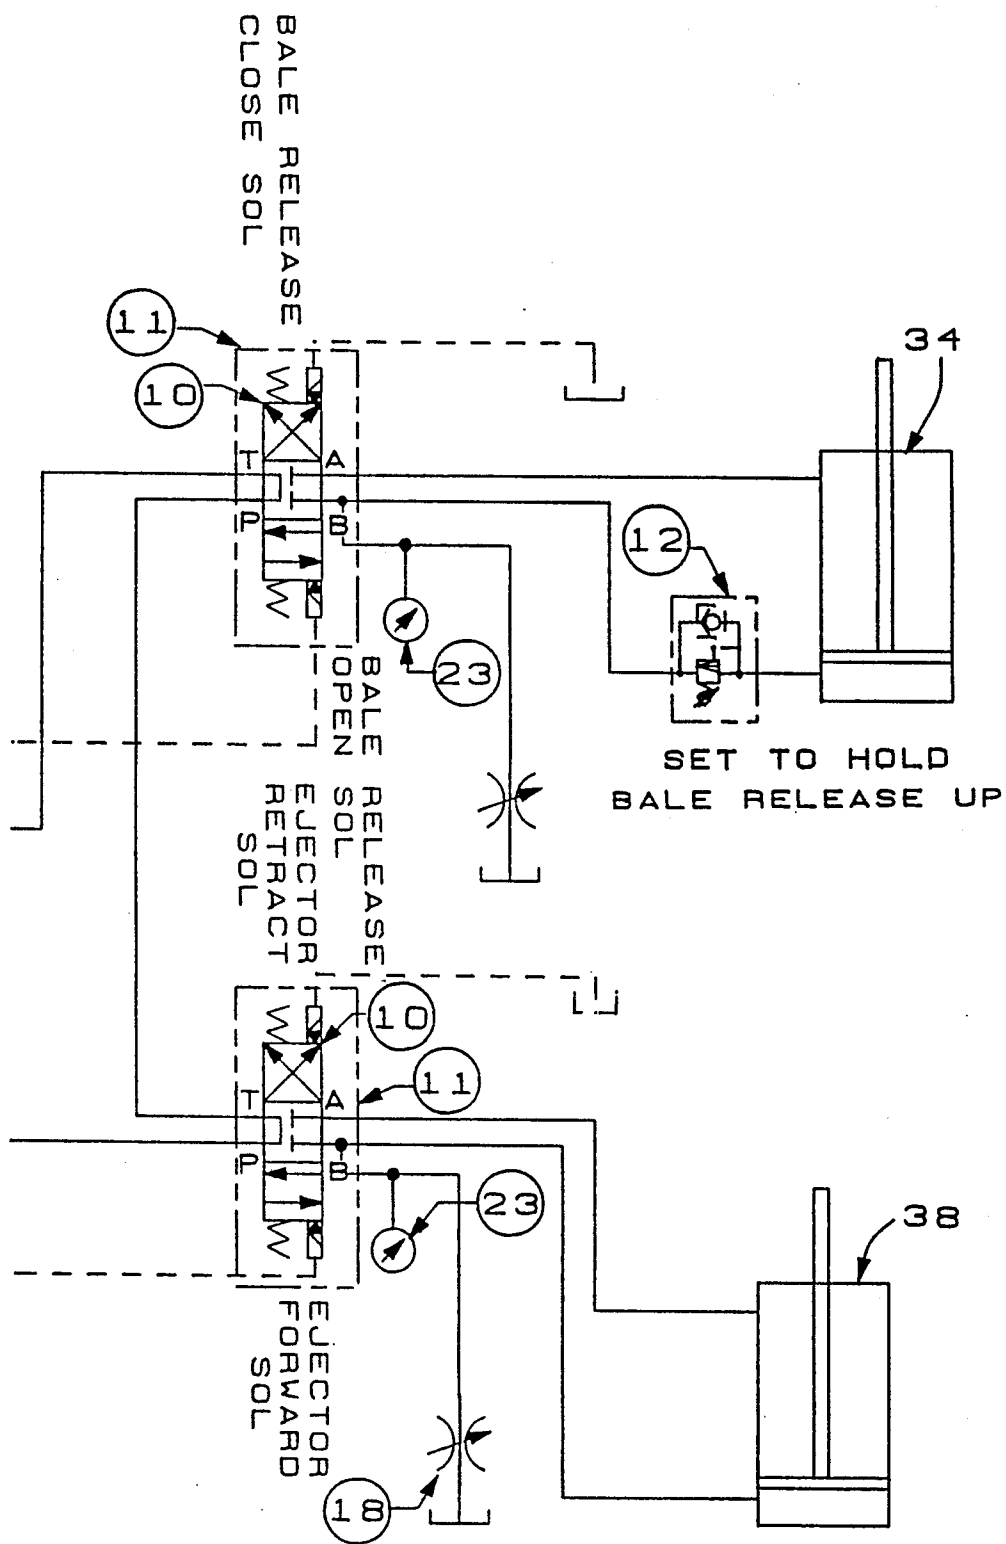 BALE RELEASE
CLOSE SOL
11
10
34
T
A
P
B
12
23
SET TO HOLD
BALE RELEASE UP
BALE RELEASE
OPEN SOL
EJECTOR
RETRACT
SOL
10
11
T
A
P
B
23
38
EJECTOR
FORWARD
SOL
18